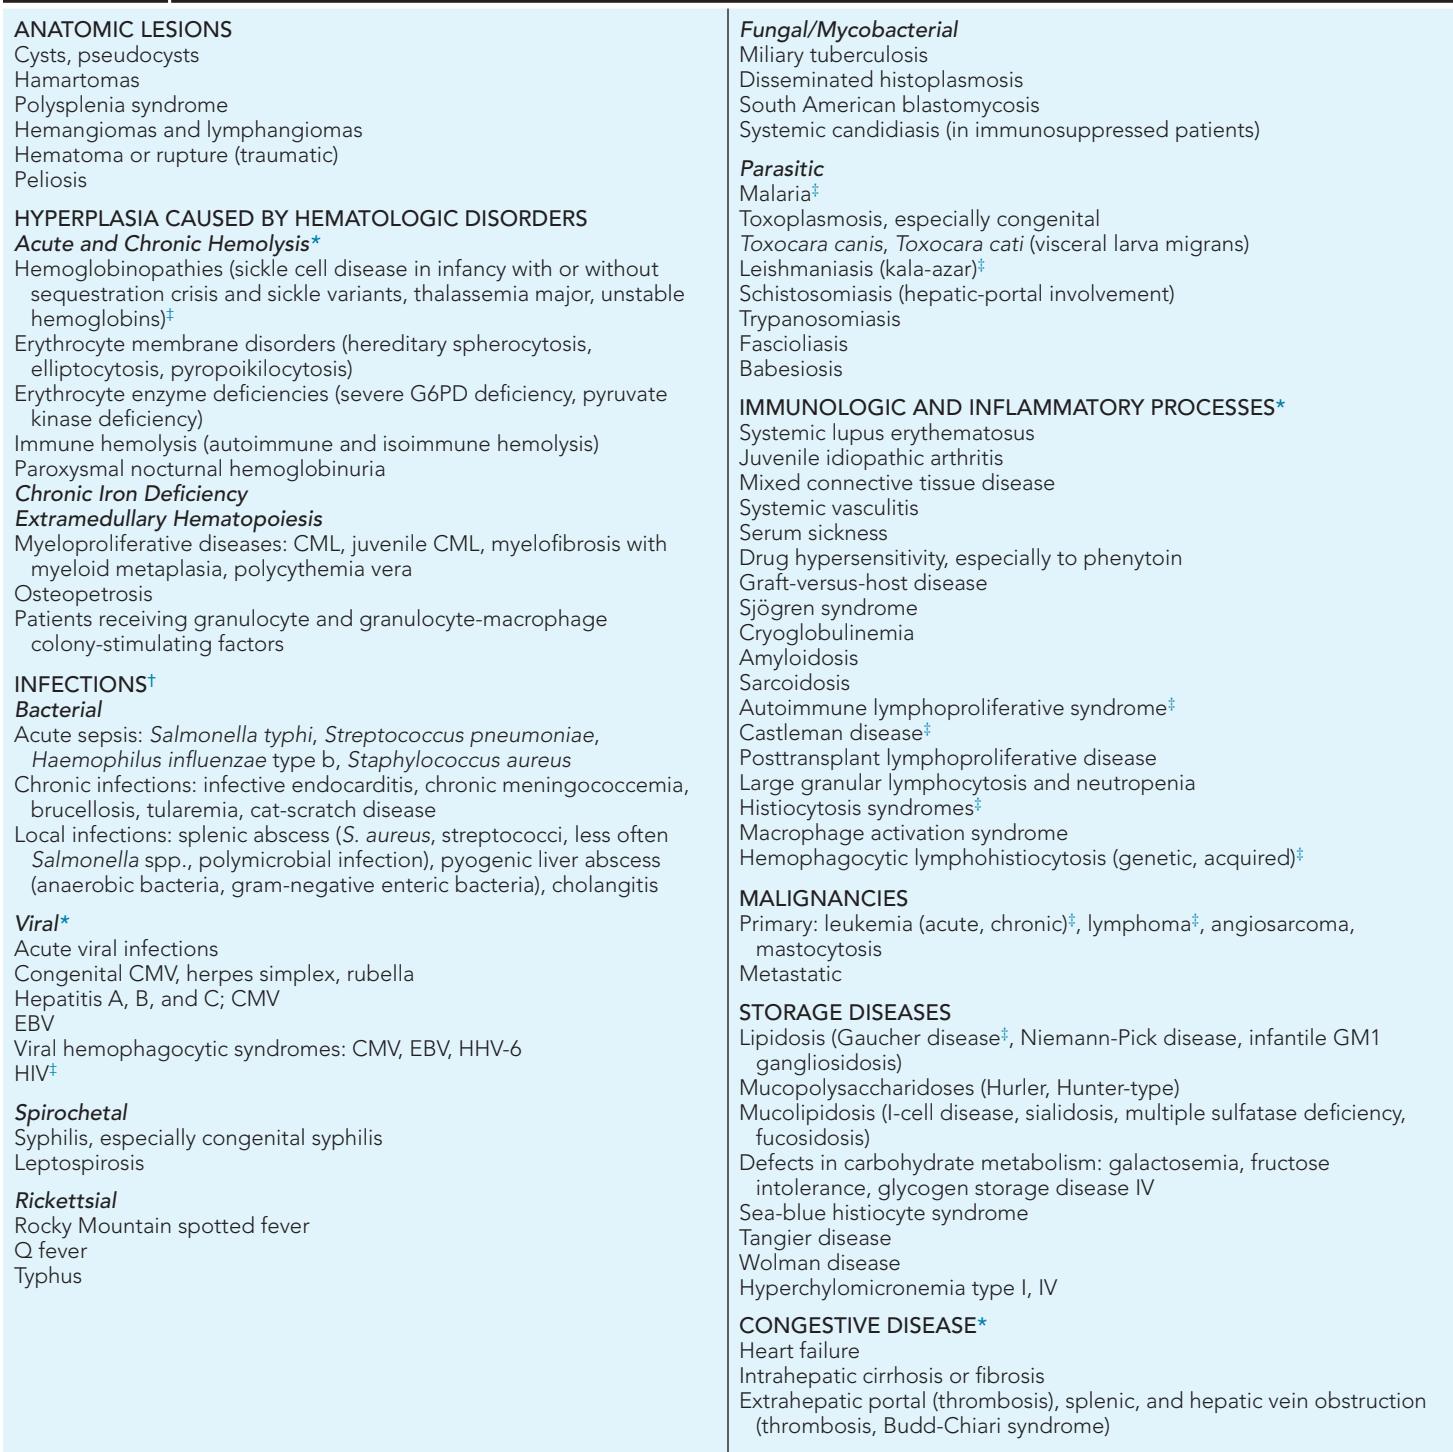 ANATOMIC LESIONS
Cysts, pseudocysts
Hamartomas
Polysplenia syndrome
Hemangiomas and lymphangiomas
Hematoma or rupture (traumatic)
Peliosis
HYPERPLASIA CAUSED BY HEMATOLOGIC DISORDERS
Acute and Chronic Hemolysis*
Hemoglobinopathies (sickle cell disease in infancy with or without
sequestration crisis and sickle variants, thalassemia major, unstable
hemoglobins)‡
Erythrocyte membrane disorders (hereditary spherocytosis,
elliptocytosis, pyropoikilocytosis)
Erythrocyte enzyme deficiencies (severe G6PD deficiency, pyruvate
kinase deficiency)
Immune hemolysis (autoimmune and isoimmune hemolysis)
Paroxysmal nocturnal hemoglobinuria
Chronic Iron Deficiency
Extramedullary Hematopoiesis
Myeloproliferative diseases: CML, juvenile CML, myelofibrosis with
myeloid metaplasia, polycythemia vera
Osteopetrosis
Patients receiving granulocyte and granulocyte-macrophage
colony-stimulating factors
INFECTIONS†
Bacterial
Acute sepsis: Salmonella typhi, Streptococcus pneumoniae,
Haemophilus influenzae type b, Staphylococcus aureus
Chronic infections: infective endocarditis, chronic meningococcemia,
brucellosis, tularemia, cat-scratch disease
Local infections: splenic abscess (S. aureus, streptococci, less often
Salmonella spp., polymicrobial infection), pyogenic liver abscess
(anaerobic bacteria, gram-negative enteric bacteria), cholangitis
Viral*
Acute viral infections
Congenital CMV, herpes simplex, rubella
Hepatitis A, B, and C; CMV
EBV
Viral hemophagocytic syndromes: CMV, EBV, HHV-6
HIV‡
Spirochetal
Syphilis, especially congenital syphilis
Leptospirosis
Rickettsial
Rocky Mountain spotted fever
Q fever
Typhus
Fungal/Mycobacterial
Miliary tuberculosis
Disseminated histoplasmosis
South American blastomycosis
Systemic candidiasis (in immunosuppressed patients)
Parasitic
Malaria‡
Toxoplasmosis, especially congenital
Toxocara canis, Toxocara cati (visceral larva migrans)
Leishmaniasis (kala-azar)‡
Schistosomiasis (hepatic-portal involvement)
Trypanosomiasis
Fascioliasis
Babesiosis
IMMUNOLOGIC AND INFLAMMATORY PROCESSES*
Systemic lupus erythematosus
Juvenile idiopathic arthritis
Mixed connective tissue disease
Systemic vasculitis
Serum sickness
Drug hypersensitivity, especially to phenytoin
Graft-versus-host disease
Sjögren syndrome
Cryoglobulinemia
Amyloidosis
Sarcoidosis
Autoimmune lymphoproliferative syndrome‡
Castleman disease‡
Posttransplant lymphoproliferative disease
Large granular lymphocytosis and neutropenia
Histiocytosis syndromes‡
Macrophage activation syndrome
Hemophagocytic lymphohistiocytosis (genetic, acquired)‡
MALIGNANCIES
Primary: leukemia (acute, chronic)‡, lymphoma‡, angiosarcoma,
mastocytosis
Metastatic
STORAGE DISEASES
Lipidosis (Gaucher disease‡, Niemann-Pick disease, infantile GM1
gangliosidosis)
Mucopolysaccharidoses (Hurler, Hunter-type)
Mucolipidosis (I-cell disease, sialidosis, multiple sulfatase deficiency,
fucosidosis)
Defects in carbohydrate metabolism: galactosemia, fructose
intolerance, glycogen storage disease IV
Sea-blue histiocyte syndrome
Tangier disease
Wolman disease
Hyperchylomicronemia type I, IV
CONGESTIVE DISEASE*
Heart failure
Intrahepatic cirrhosis or fibrosis
Extrahepatic portal (thrombosis), splenic, and hepatic vein obstruction
(thrombosis, Budd-Chiari syndrome)